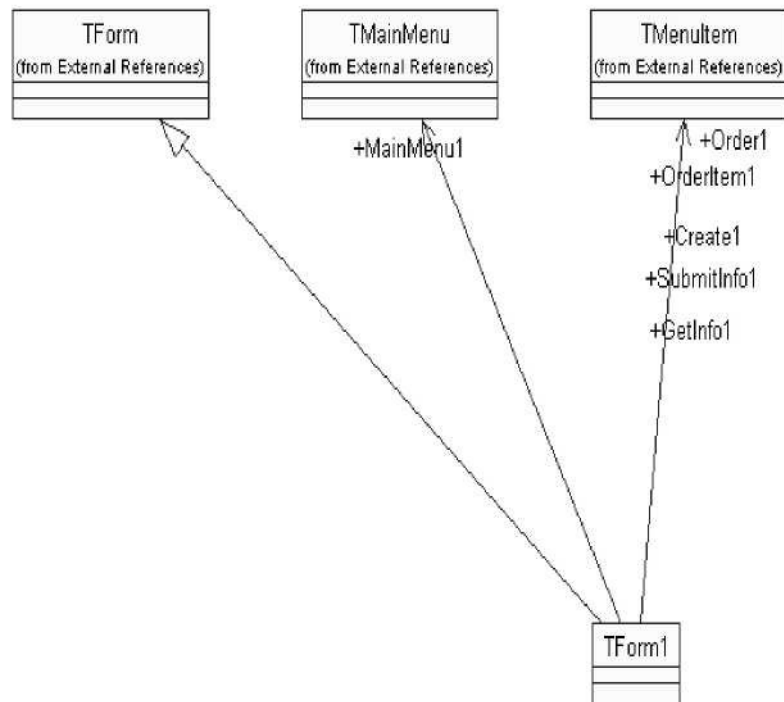 TForm
(from External References)
TMainMenu
(from External References)
TMenuItem
(from External References)
+MainMenu1
+Order1
+OrderItem1
+Create1
+SubmitInfo1
+GetInfo1
TForm1